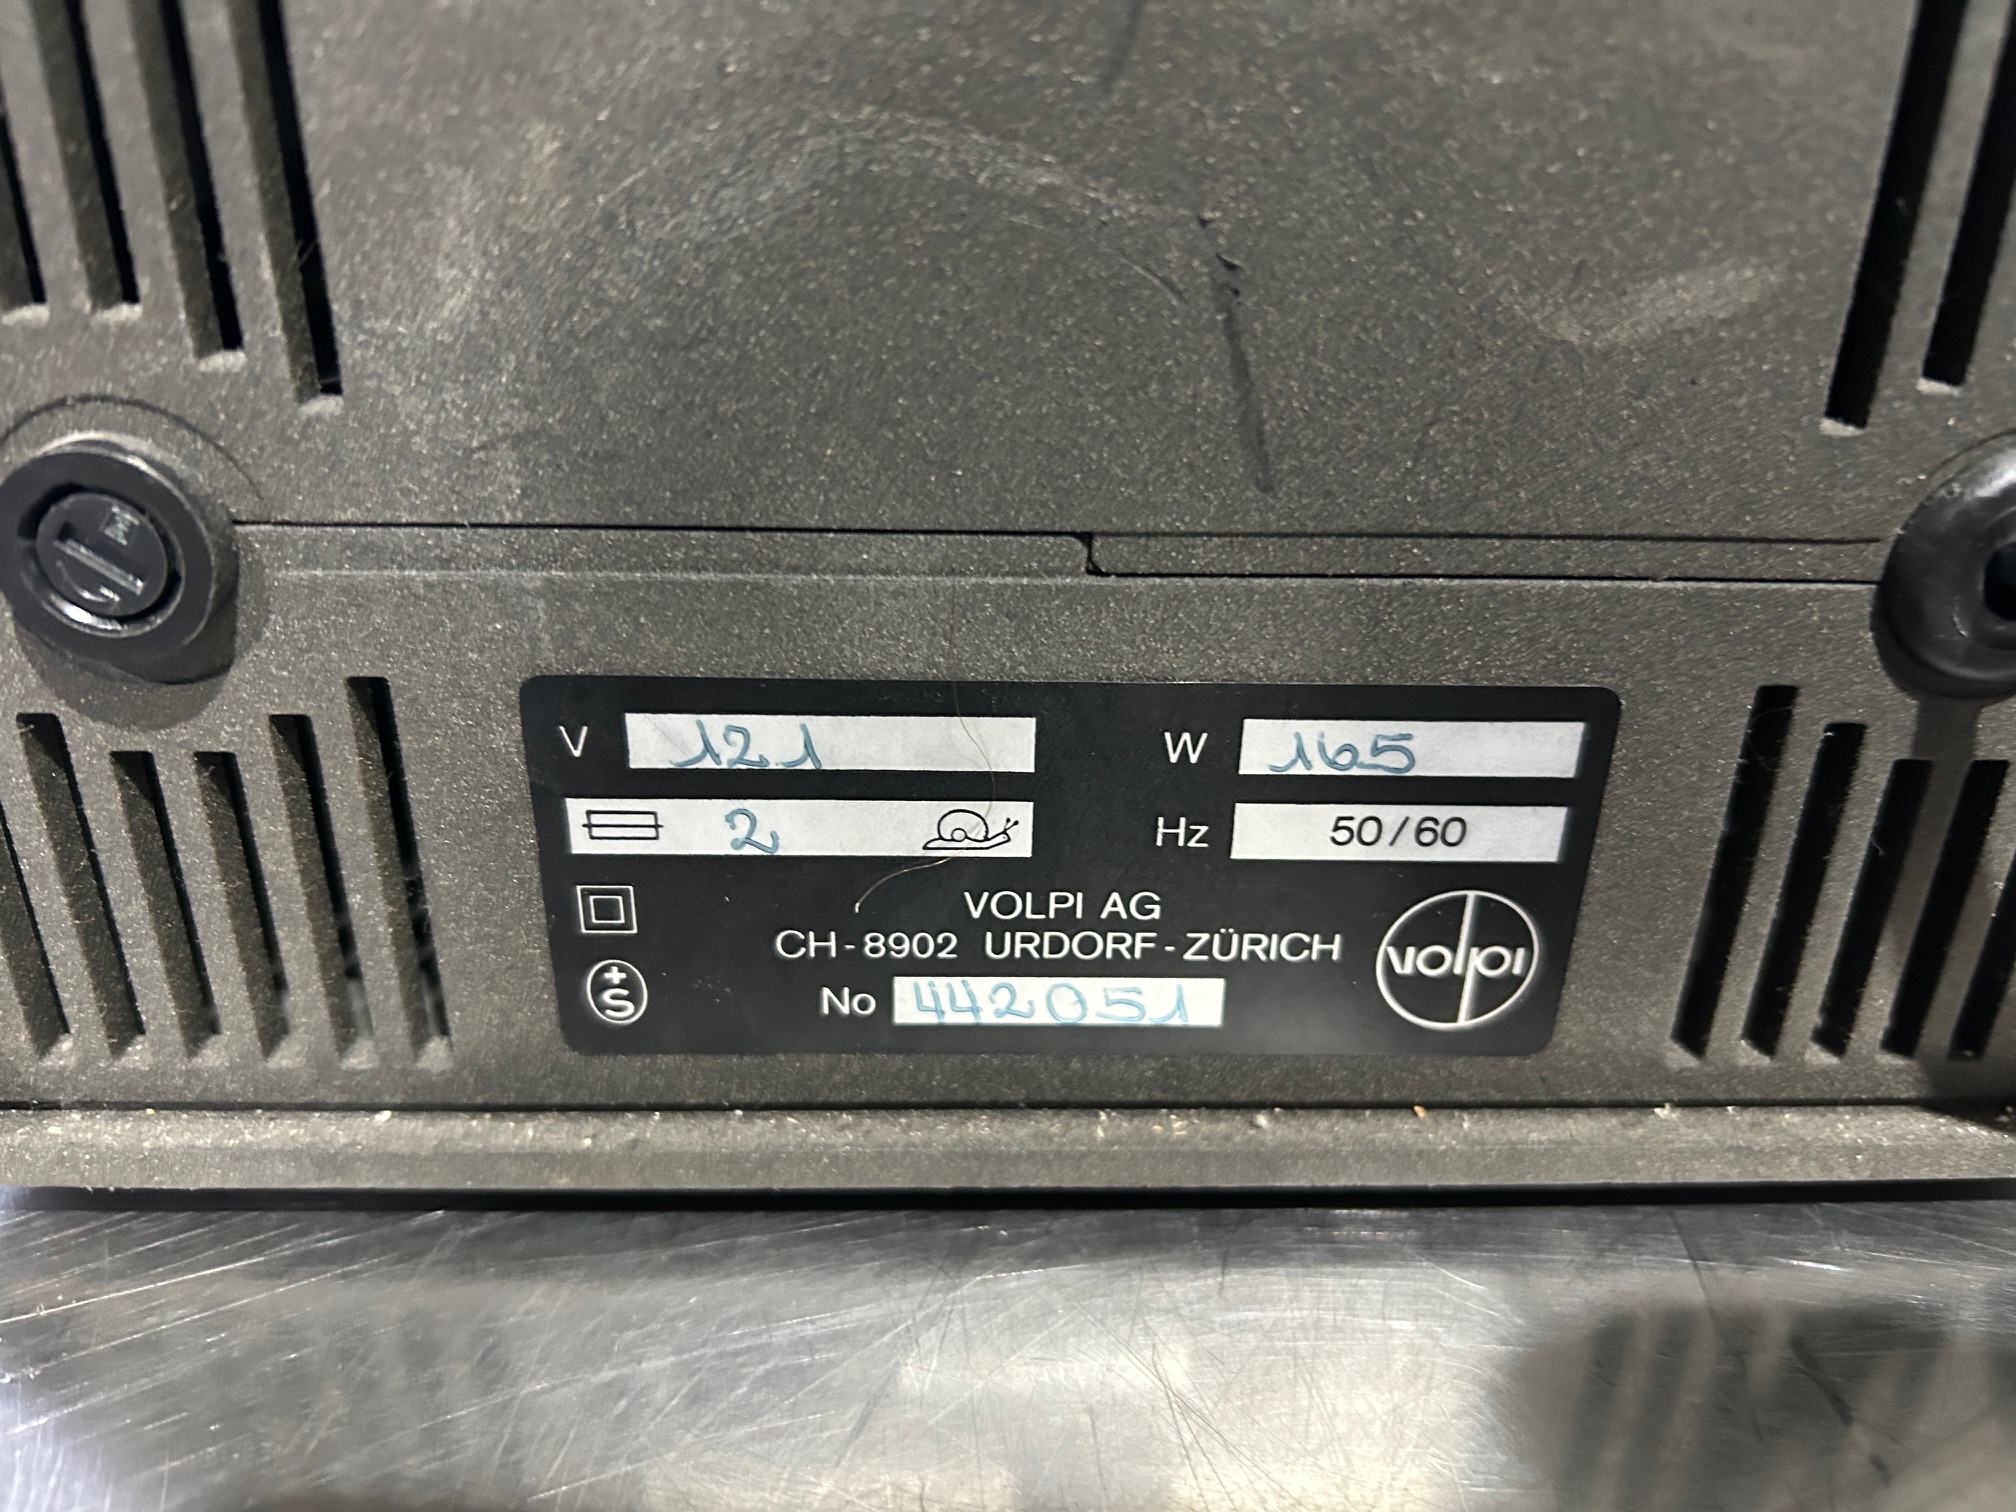 V 121 W 165
2 Hz 50/60
VOLPI AG
CH-8902 URDORF-ZÜRICH
volpi
S
No 442051